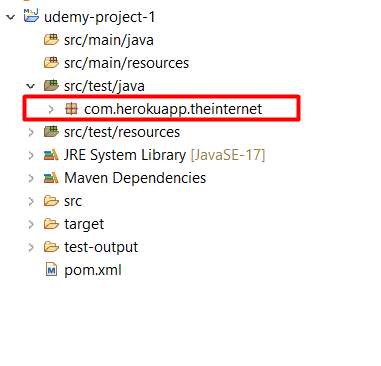 udemy-project-1
src/main/java
src/main/resources
src/test/java
com.herokuapp.theinternet
src/test/resources
JRE System Library [JavaSE-17]
Maven Dependencies
src
target
test-output
pom.xml